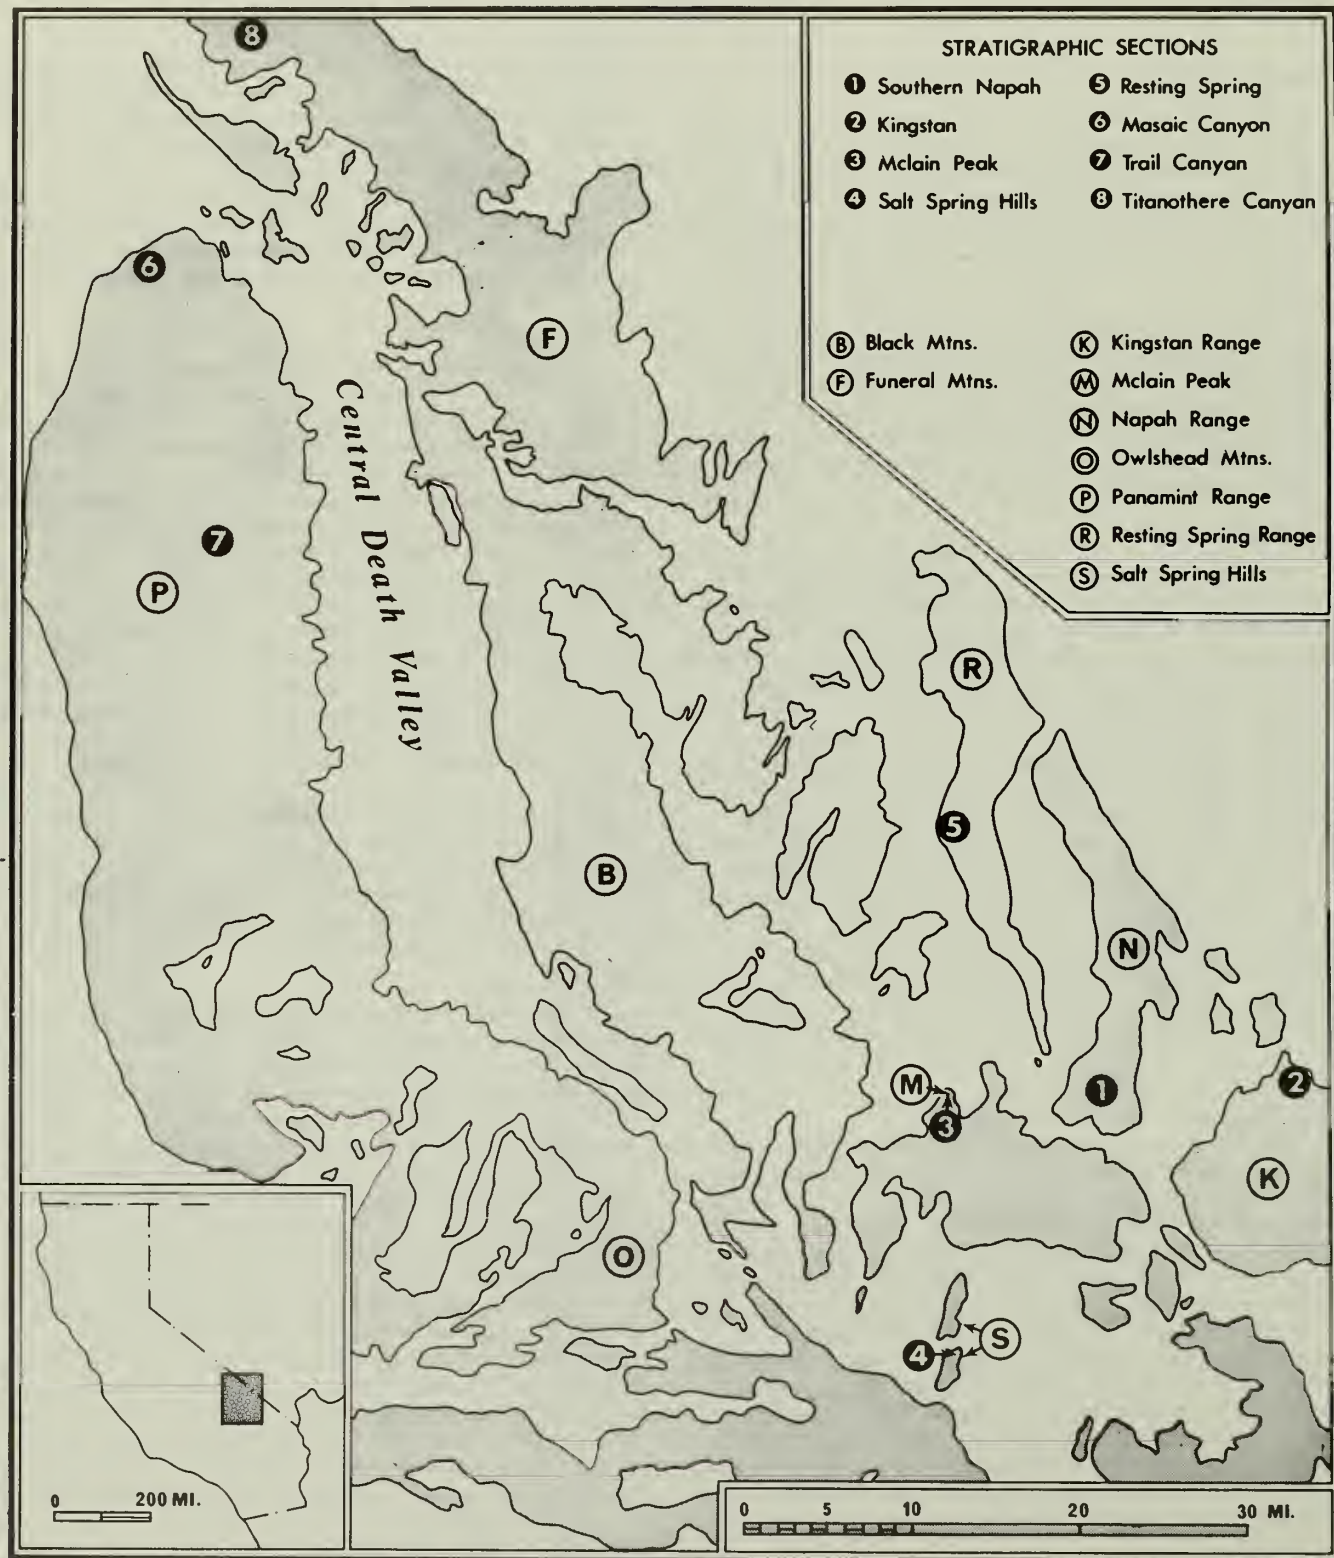 STRATIGRAPHIC SECTIONS
1 Southern Napah
2 Kingstan
3 Mclain Peak
4 Salt Spring Hills
5 Resting Spring
6 Masaic Canyon
7 Trail Canyan
8 Titanothere Canyan
B Black Mtns.
F Funeral Mtns.
K Kingstan Range
M Mclain Peak
N Napah Range
O Owlshead Mtns.
P Panamint Range
R Resting Spring Range
S Salt Spring Hills
8
6
F
Central Death Valley
7
P
R
5
B
N
M
1
2
3
K
O
S
4
0 200 MI.
0 5 10 20 30 MI.